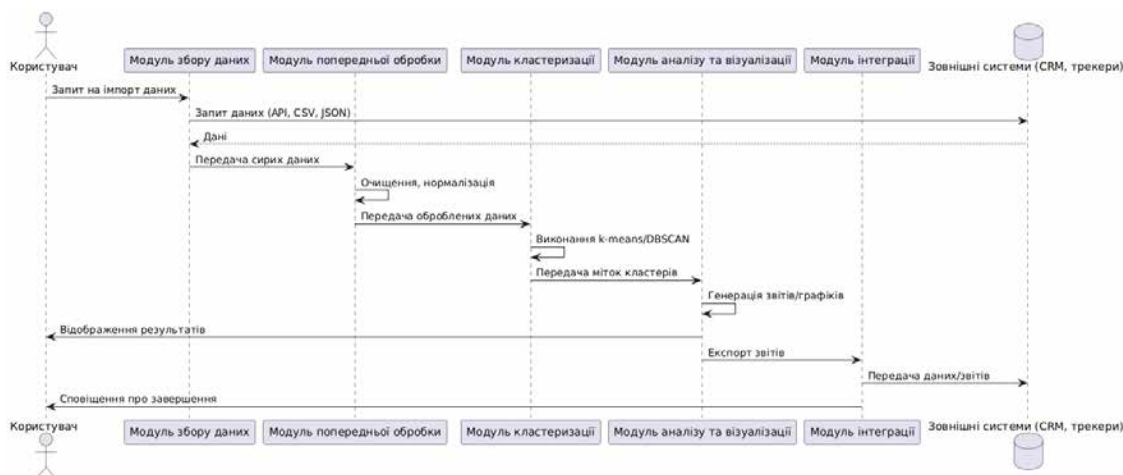 Користувач
Модуль збору даних
Модуль попередньої обробки
Модуль кластеризації
Модуль аналізу та візуалізації
Модуль інтеграції
Зовнішні системи (CRM, трекери)
Запит на імпорт даних
Запит даних (API, CSV, JSON)
Дані
Передача сирих даних
Очищення, нормалізація
Передача оброблених даних
Виконання k-means/DBSCAN
Передача міток кластерів
Генерація звітів/графіків
Відображення результатів
Експорт звітів
Передача даних/звітів
Сповіщення про завершення
Користувач
Модуль збору даних
Модуль попередньої обробки
Модуль кластеризації
Модуль аналізу та візуалізації
Модуль інтеграції
Зовнішні системи (CRM, трекери)